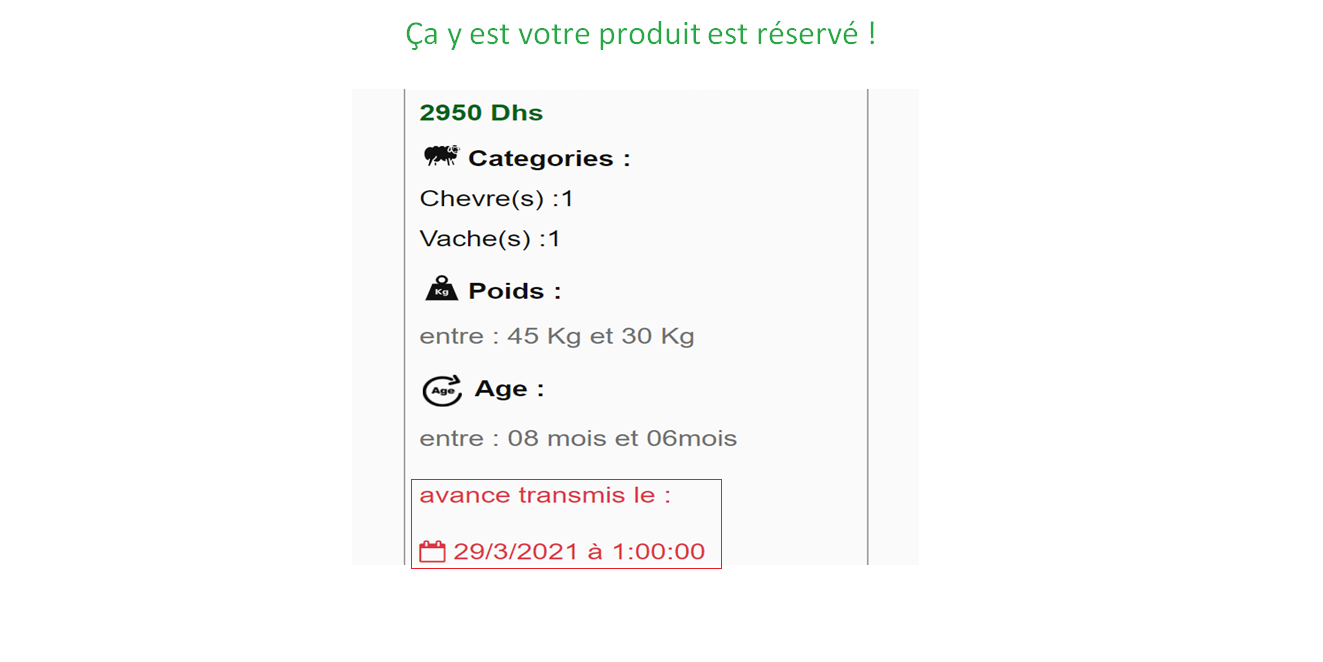 Ça y est votre produit est réservé !
2950 Dhs
Categories :
Chevre(s) :1
Vache(s) :1
Kg Poids :
entre : 45 Kg et 30 Kg
Age Age :
entre : 08 mois et 06mois
avance transmis le :
29/3/2021 à 1:00:00